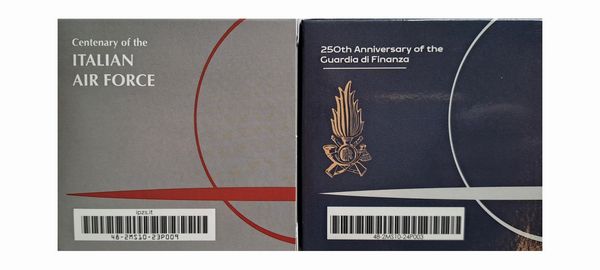 Centenary of the
ITALIAN
AIR FORCE
ipzs.it
48-2MS10-23P009
250th Anniversary of the
Guardia di Finanza
48-2MS10-24P003